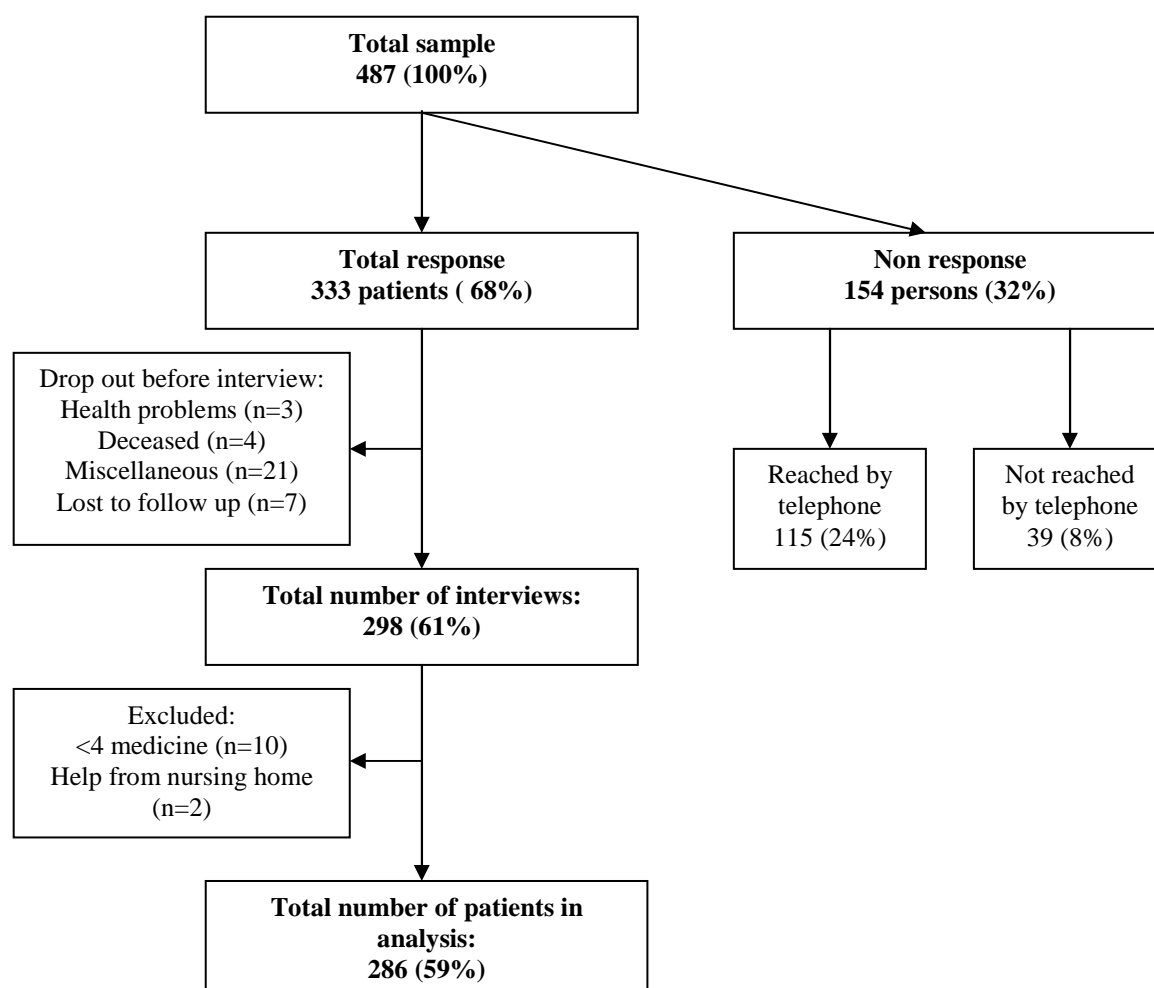 Total sample
487 (100%)
Total response
333 patients ( 68%)
Non response
154 persons (32%)
Drop out before interview:
Health problems (n=3)
Deceased (n=4)
Miscellaneous (n=21)
Lost to follow up (n=7)
Reached by
telephone
115 (24%)
Not reached
by telephone
39 (8%)
Total number of interviews:
298 (61%)
Excluded:
<4 medicine (n=10)
Help from nursing home
(n=2)
Total number of patients in
analysis:
286 (59%)